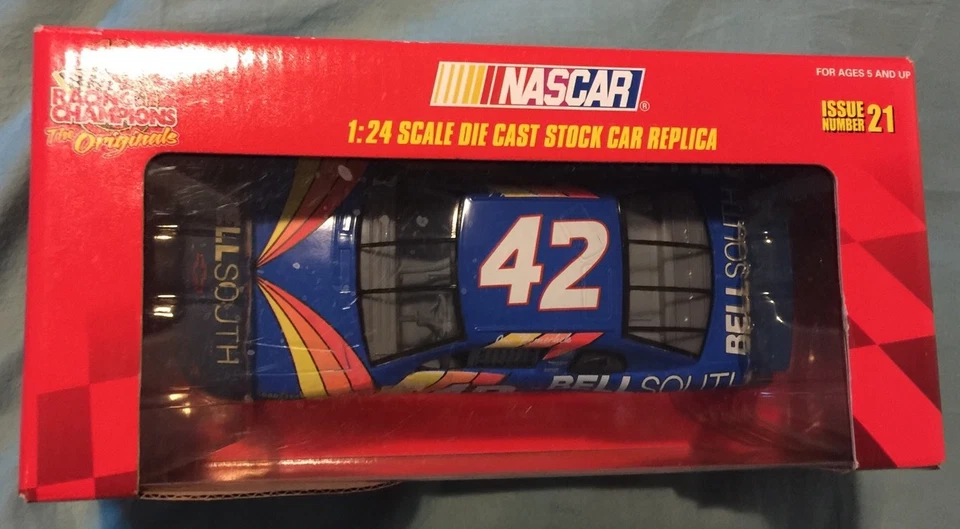 RACING CHAMPIONS
The Originals
NASCAR®
FOR AGES 5 AND UP
ISSUE NUMBER 21
1:24 SCALE DIE CAST STOCK CAR REPLICA
42
BELLSOUTH
BELLSOUTH
BELLSOUTH